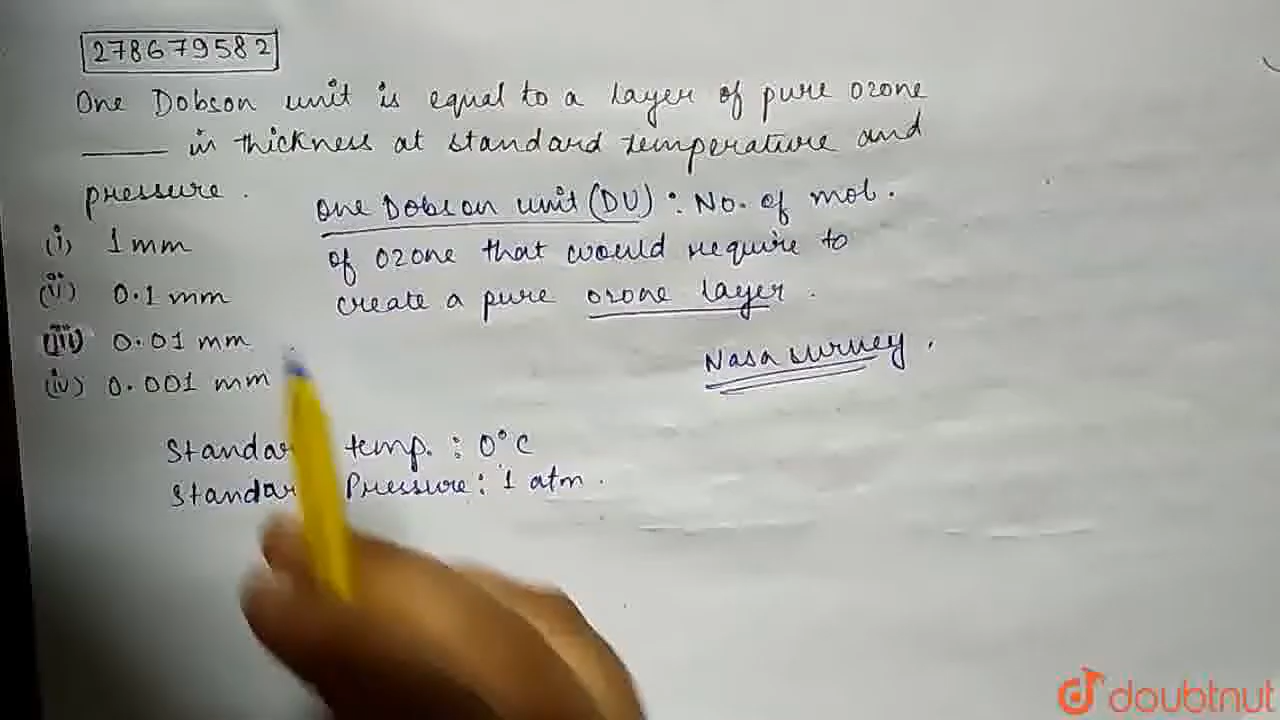 278679582
One Dobson unit is equal to a layer of pure ozone
____ in thickness at standard temperature and
pressure.
(i) 1 mm
(ii) 0.1 mm
(iii) 0.01 mm
(iv) 0.001 mm
One Dobson unit (DU) : No. of mol.
of ozone that would require to
create a pure ozone layer.
Nasa survey.
Standar temp. : 0°C
Standar Pressure : 1 atm.
doubtnut